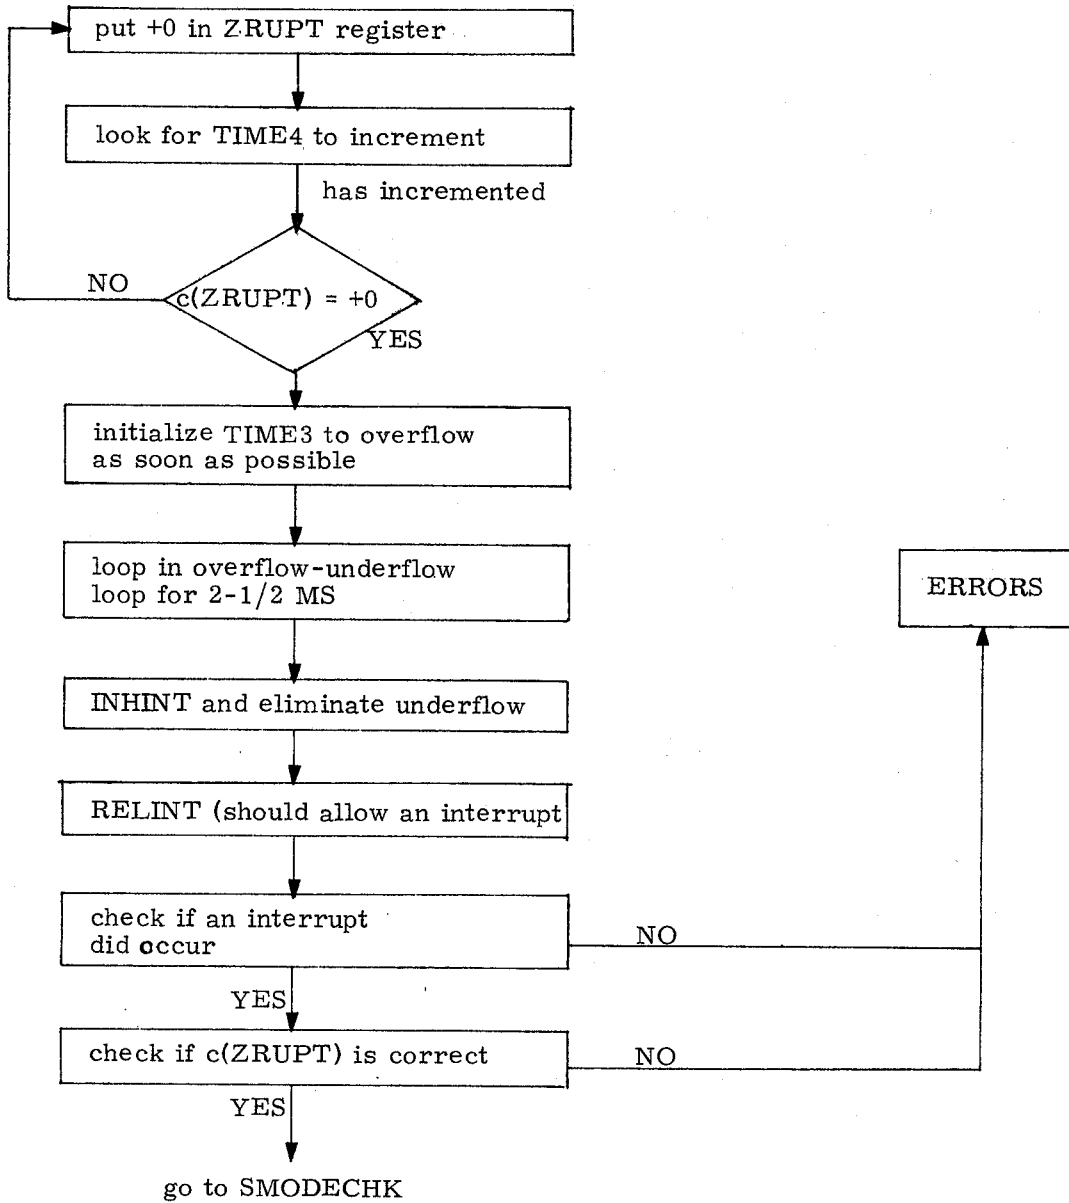 put +0 in ZRUPT register
look for TIME4 to increment
has incremented
NO
c(ZRUPT) = +0
YES
initialize TIME3 to overflow
as soon as possible
loop in overflow-underflow
loop for 2-1/2 MS
ERRORS
INHINT and eliminate underflow
RELINT (should allow an interrupt
check if an interrupt
did occur
NO
YES
check if c(ZRUPT) is correct
NO
YES
go to SMODECHK